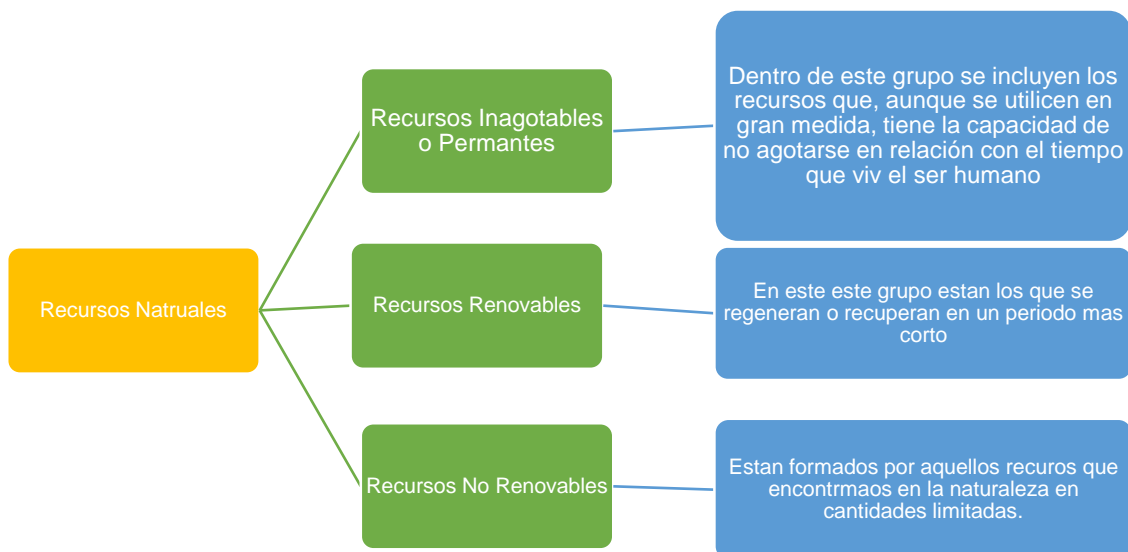 Recursos Inagotables
o Permantes
Dentro de este grupo se incluyen los
recursos que, aunque se utilicen en
gran medida, tiene la capacidad de
no agotarse en relación con el tiempo
que viv el ser humano
Recursos Natruales
Recursos Renovables
En este este grupo estan los que se
regeneran o recuperan en un periodo mas
corto
Recursos No Renovables
Estan formados por aquellos recuros que
encontrmaos en la naturaleza en
cantidades limitadas.